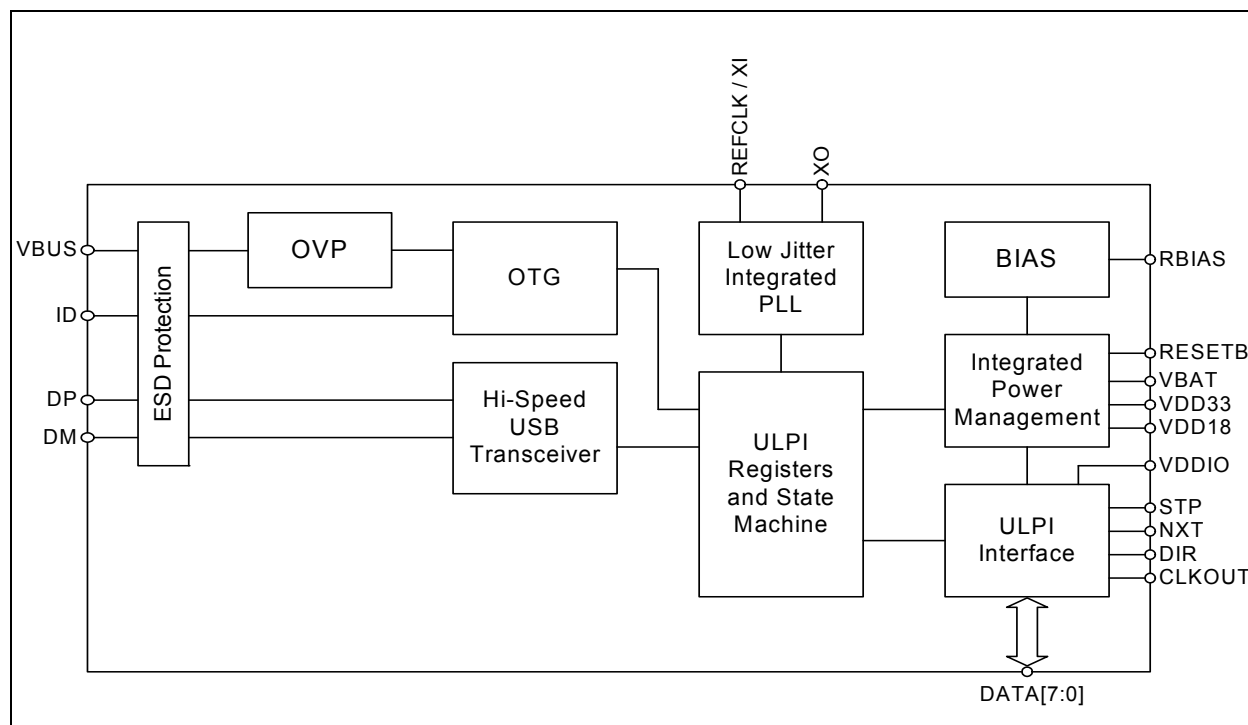 REFCLK / XI
XO
VBUS
ID
DP
DM
ESD Protection
OVP
OTG
Hi-Speed
USB
Transceiver
Low Jitter
Integrated
PLL
ULPI
Registers
and State
Machine
BIAS
Integrated
Power
Management
ULPI
Interface
RBIAS
RESETB
VBAT
VDD33
VDD18
VDDIO
STP
NXT
DIR
CLKOUT
DATA[7:0]